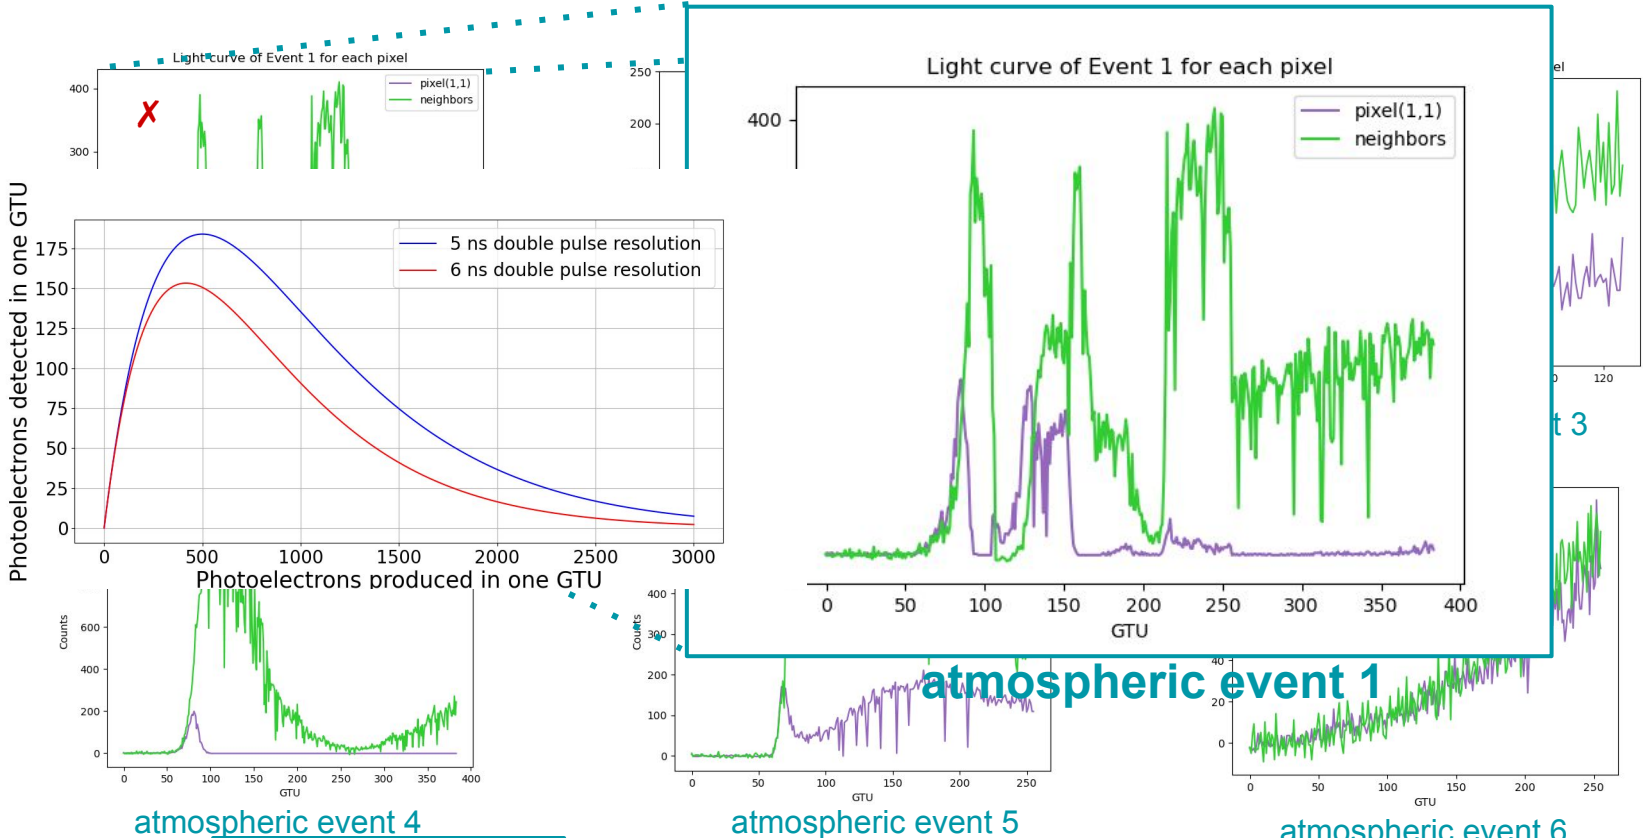 Light curve of Event 1 for each pixel
400
300
pixel(1,1)
neighbors
250
200
Light curve of Event 1 for each pixel
400
pixel(1,1)
neighbors
0 50 100 150 200 250 300 350 400
GTU
atmospheric event 1
el
120
t 3
Photoelectrons detected in one GTU
175
150
125
100
75
50
25
0
5 ns double pulse resolution
6 ns double pulse resolution
0 500 1000 1500 2000 2500 3000
Photoelectrons produced in one GTU
Counts
600
400
200
0
0 50 100 150 200 250 300 350 400
GTU
atmospheric event 4
Counts
400
300
200
100
0
0 50 100 150 200 250
GTU
atmospheric event 5
40
20
0
0 50 100 150 200 250
GTU
atmospheric event 6